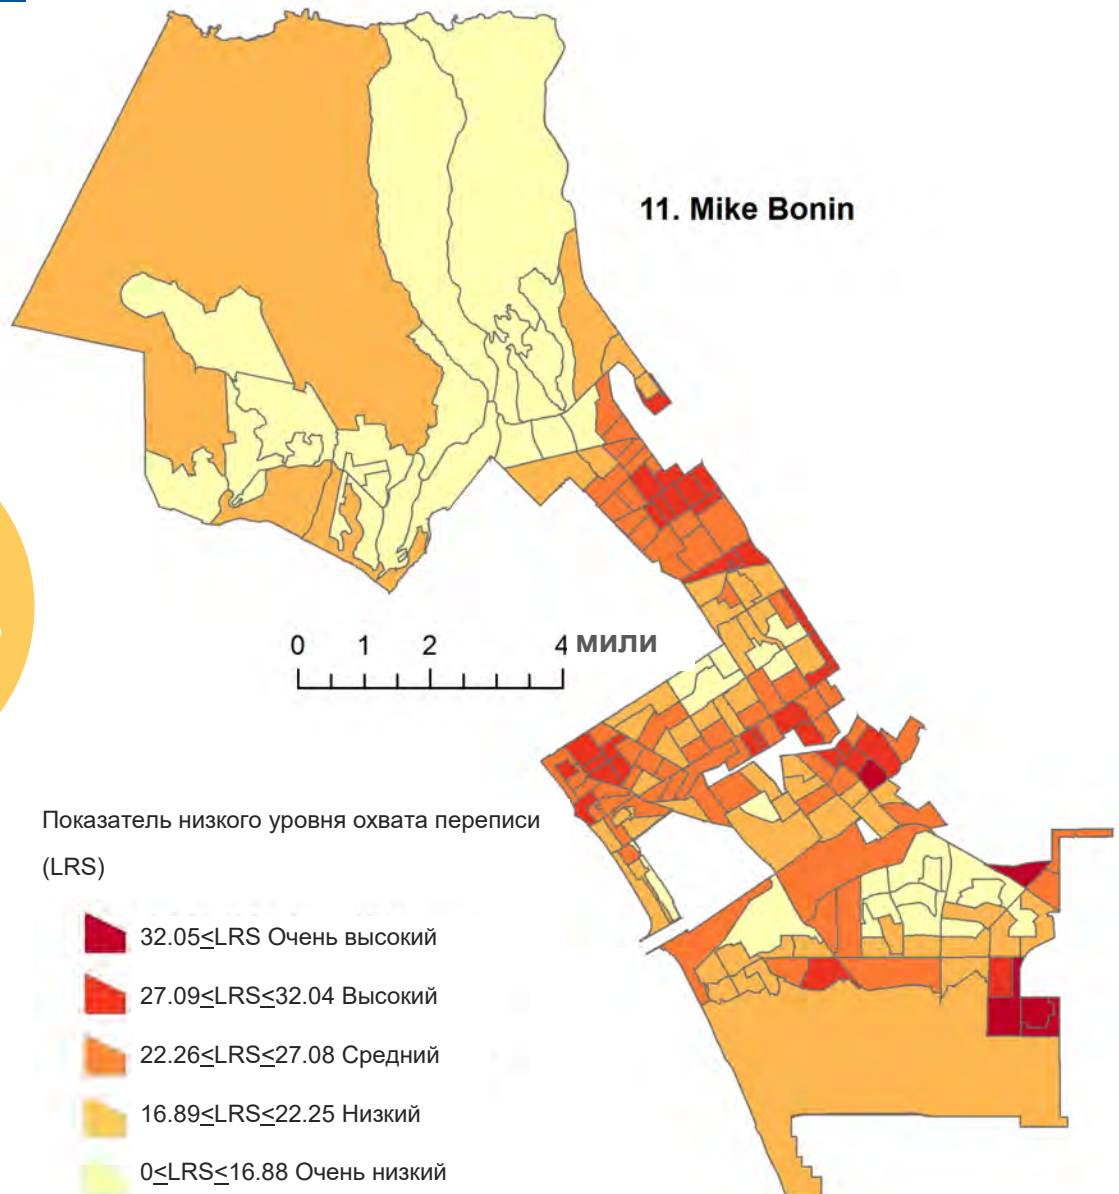 11. Mike Bonin
0 1 2 4 мили
Показатель низкого уровня охвата переписи
(LRS)
32.05≤LRS Очень высокий
27.09≤LRS≤32.04 Высокий
22.26≤LRS≤27.08 Средний
16.89≤LRS≤22.25 Низкий
0≤LRS≤16.88 Очень низкий